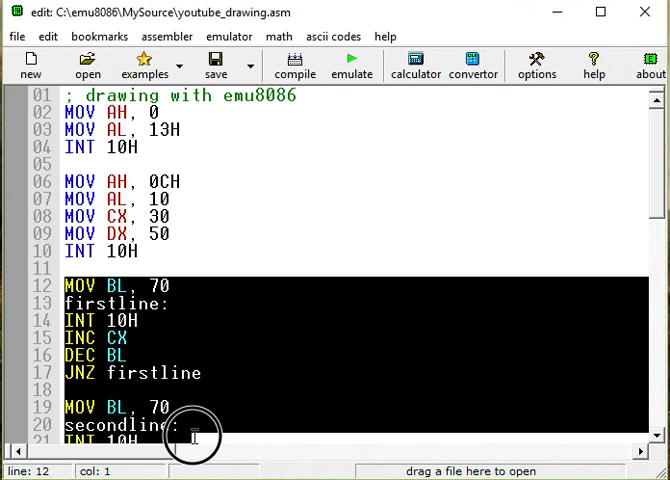 edit: C:\emu8086\MySource\youtube_drawing.asm
file edit bookmarks assembler emulator math ascii codes help
new open examples save compile emulate calculator convertor options help about
01 ; drawing with emu8086
02 MOV AH, 0
03 MOV AL, 13H
04 INT 10H
05
06 MOV AH, 0CH
07 MOV AL, 10
08 MOV CX, 30
09 MOV DX, 50
10 INT 10H
11
12 MOV BL, 70
13 firstline:
14 INT 10H
15 INC CX
16 DEC BL
17 JNZ firstline
18
19 MOV BL, 70
20 secondline:
21 INT 10H
line: 12 col: 1 drag a file here to open